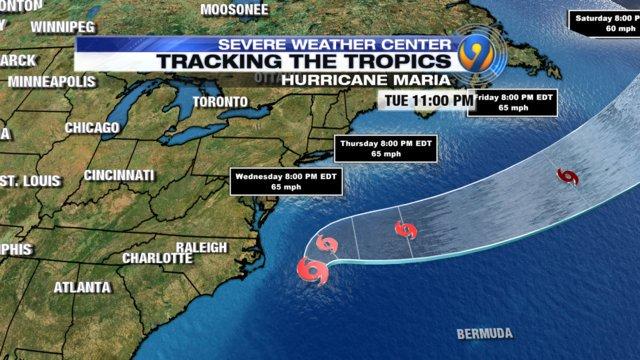 ONTON
MOOSONEE
WINNIPEG
Saturday 8:00 PM
60 mph
SEVERE WEATHER CENTER
9
TRACKING THE TROPICS
HURRICANE MARIA
TUE 11:00 PM
ARCK
MINNEAPOLIS
OTTA
TORONTO
Friday 8:00 PM EDT
65 mph
CHICAGO
Thursday 8:00 PM EDT
65 mph
ST. LOUIS
CINCINNATI
Wednesday 8:00 PM EDT
65 mph
PHIS
RALEIGH
CHARLOTTE
ATLANTA
BERMUDA